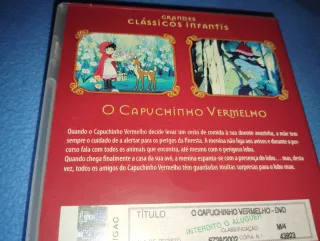 GRANDES
CLÁSSICOS INFANTIS
O CAPUCHINHO VERMELHO
Quando o Capuchinho Vermelho decide levar um cesto de comida à sua doente avozinha, a mãe tem
sempre o cuidado de a alertar para os perigos da floresta. A menina não liga aos avisos e durante o per-
curso fala com todos os animais que encontra, até mesmo com o perigoso lobo.
Quando chega finalmente a casa da sua avó, a menina espanta-se com a presença do lobo... mas, desta
vez, todos os amigos do Capuchinho Vermelho têm guardadas muitas surpresas para o lobo mau.
TÍTULO
O CAPUCHINHO VERMELHO - DVD
INTERDITO O ALUGUER
CLASSIFICAÇÃO
M/4
CÓPIA N.º
43823